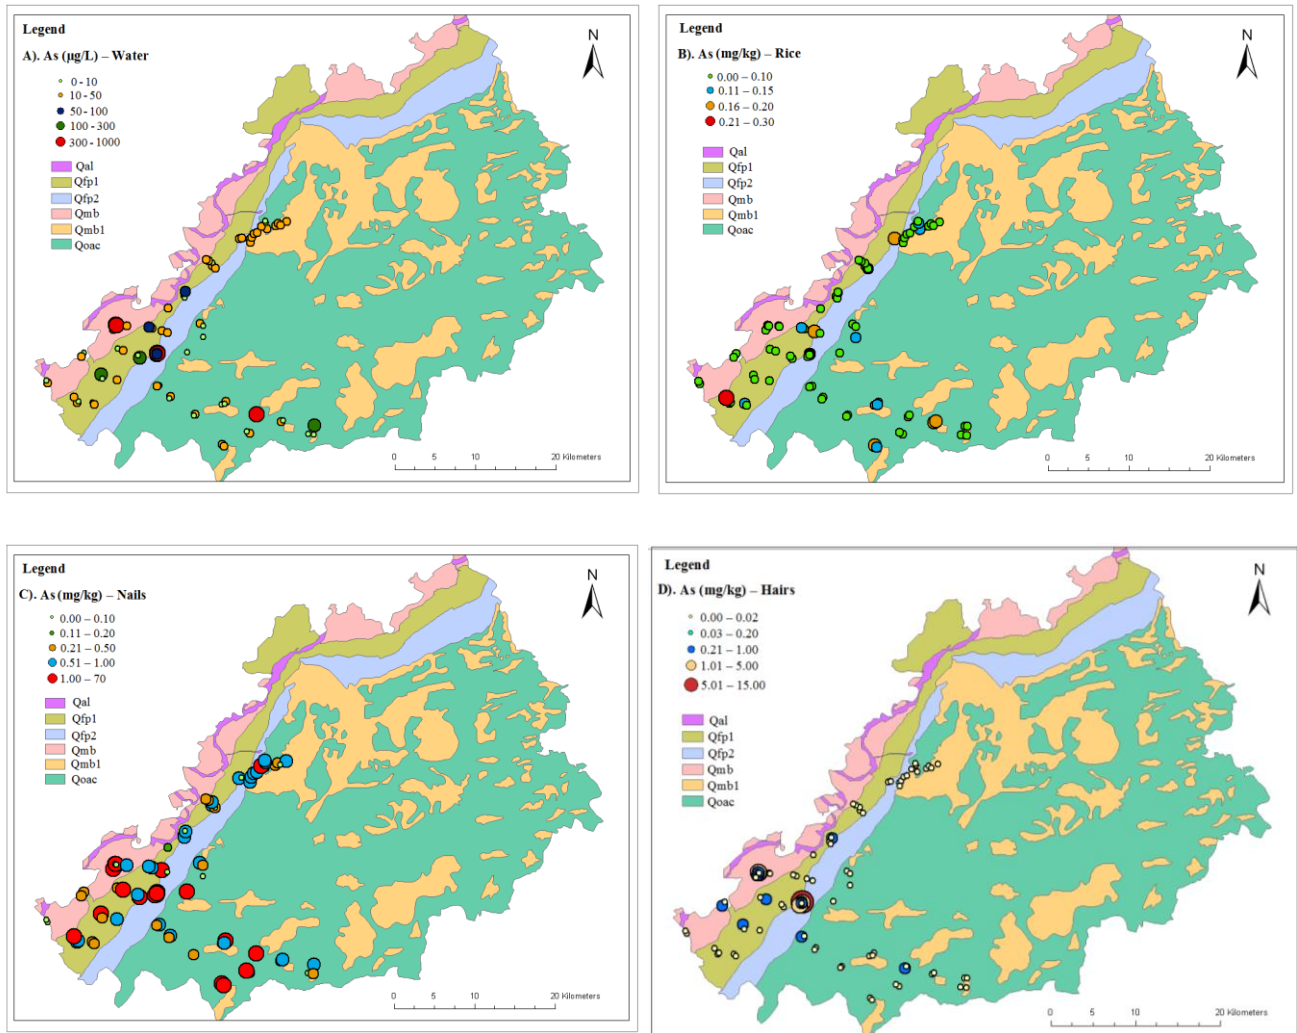 Legend
A). As (µg/L) – Water
0 - 10
10 - 50
50 - 100
100 - 300
300 - 1000
Qal
Qfp1
Qfp2
Qmb
Qmb1
Qoac
N
0 5 10 20 Kilometers
Legend
B). As (mg/kg) – Rice
0.00 – 0.10
0.11 – 0.15
0.16 – 0.20
0.21 – 0.30
Qal
Qfp1
Qfp2
Qmb
Qmb1
Qoac
N
0 5 10 20 Kilometers
Legend
C). As (mg/kg) – Nails
0.00 – 0.10
0.11 – 0.20
0.21 – 0.50
0.51 – 1.00
1.00 – 70
Qal
Qfp1
Qfp2
Qmb
Qmb1
Qoac
N
0 5 10 20 Kilometers
Legend
D). As (mg/kg) – Hairs
0.00 – 0.02
0.03 – 0.20
0.21 – 1.00
1.01 – 5.00
5.01 – 15.00
Qal
Qfp1
Qfp2
Qmb
Qmb1
Qoac
N
0 5 10 20 Kilometers